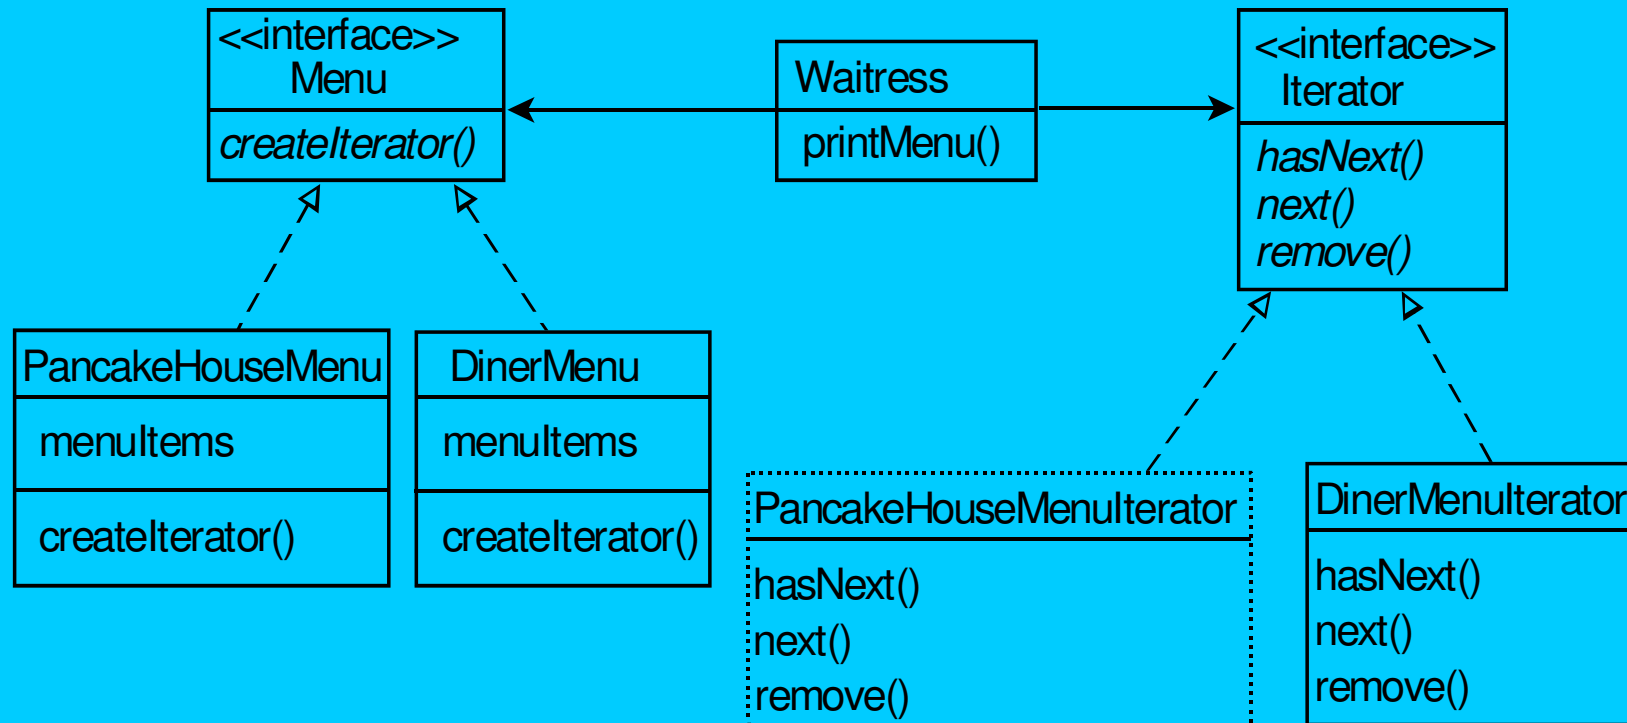 <<interface>>
Menu
createIterator()
Waitress
printMenu()
<<interface>>
Iterator
hasNext()
next()
remove()
PancakeHouseMenu
menuItems
createIterator()
DinerMenu
menuItems
createIterator()
PancakeHouseMenuIterator
hasNext()
next()
remove()
DinerMenuIterator
hasNext()
next()
remove()